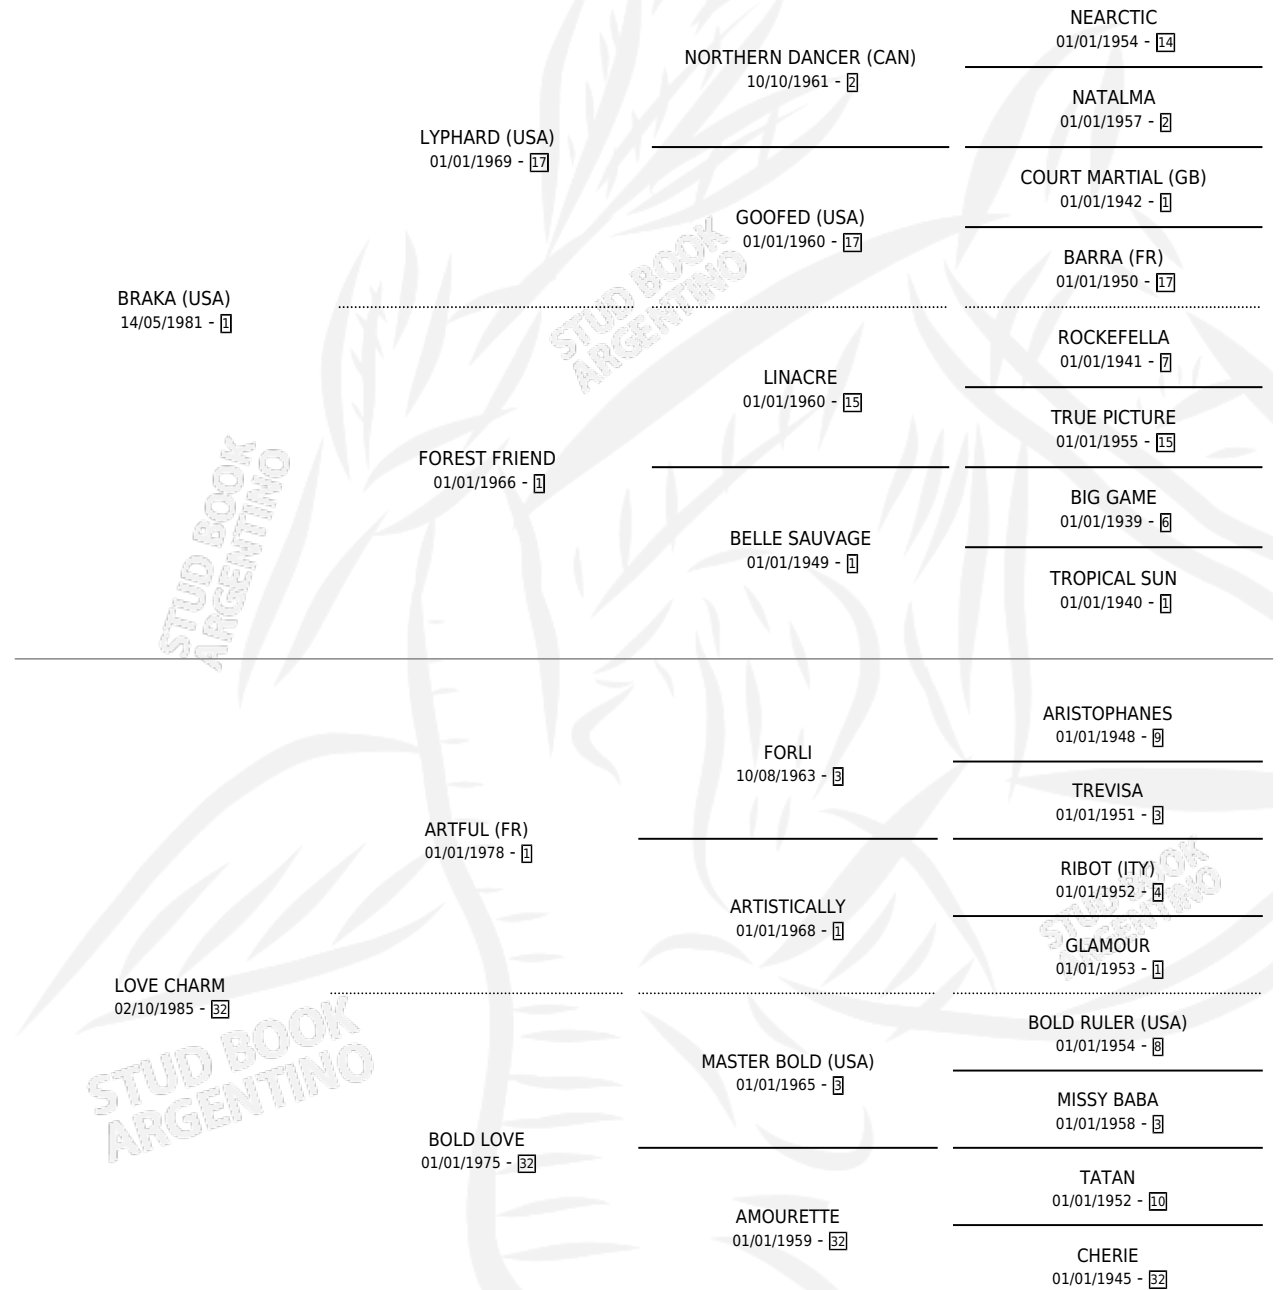 NEARCTIC
01/01/1954 - 14
NORTHERN DANCER (CAN)
10/10/1961 - 2
NATALMA
01/01/1957 - 2
LYPHARD (USA)
01/01/1969 - 17
COURT MARTIAL (GB)
01/01/1942 - 1
GOOFED (USA)
01/01/1960 - 17
BARRA (FR)
01/01/1950 - 17
BRAKA (USA)
14/05/1981 - 1
ROCKEFELLA
01/01/1941 - 7
LINACRE
01/01/1960 - 15
TRUE PICTURE
01/01/1955 - 15
FOREST FRIEND
01/01/1966 - 1
BIG GAME
01/01/1939 - 6
BELLE SAUVAGE
01/01/1949 - 1
TROPICAL SUN
01/01/1940 - 1
STUD BOOK
ARGENTINO
STUD BOOK
ARGENTINO
ARISTOPHANES
01/01/1948 - 9
FORLI
10/08/1963 - 3
TREVISA
01/01/1951 - 3
ARTFUL (FR)
01/01/1978 - 1
RIBOT (ITY)
01/01/1952 - 4
ARTISTICALLY
01/01/1968 - 1
GLAMOUR
01/01/1953 - 1
STUD BOOK
ARGENTINO
LOVE CHARM
02/10/1985 - 32
BOLD RULER (USA)
01/01/1954 - 8
MASTER BOLD (USA)
01/01/1965 - 3
MISSY BABA
01/01/1958 - 3
BOLD LOVE
01/01/1975 - 32
TATAN
01/01/1952 - 10
AMOURETTE
01/01/1959 - 32
CHERIE
01/01/1945 - 32
STUD BOOK
ARGENTINO